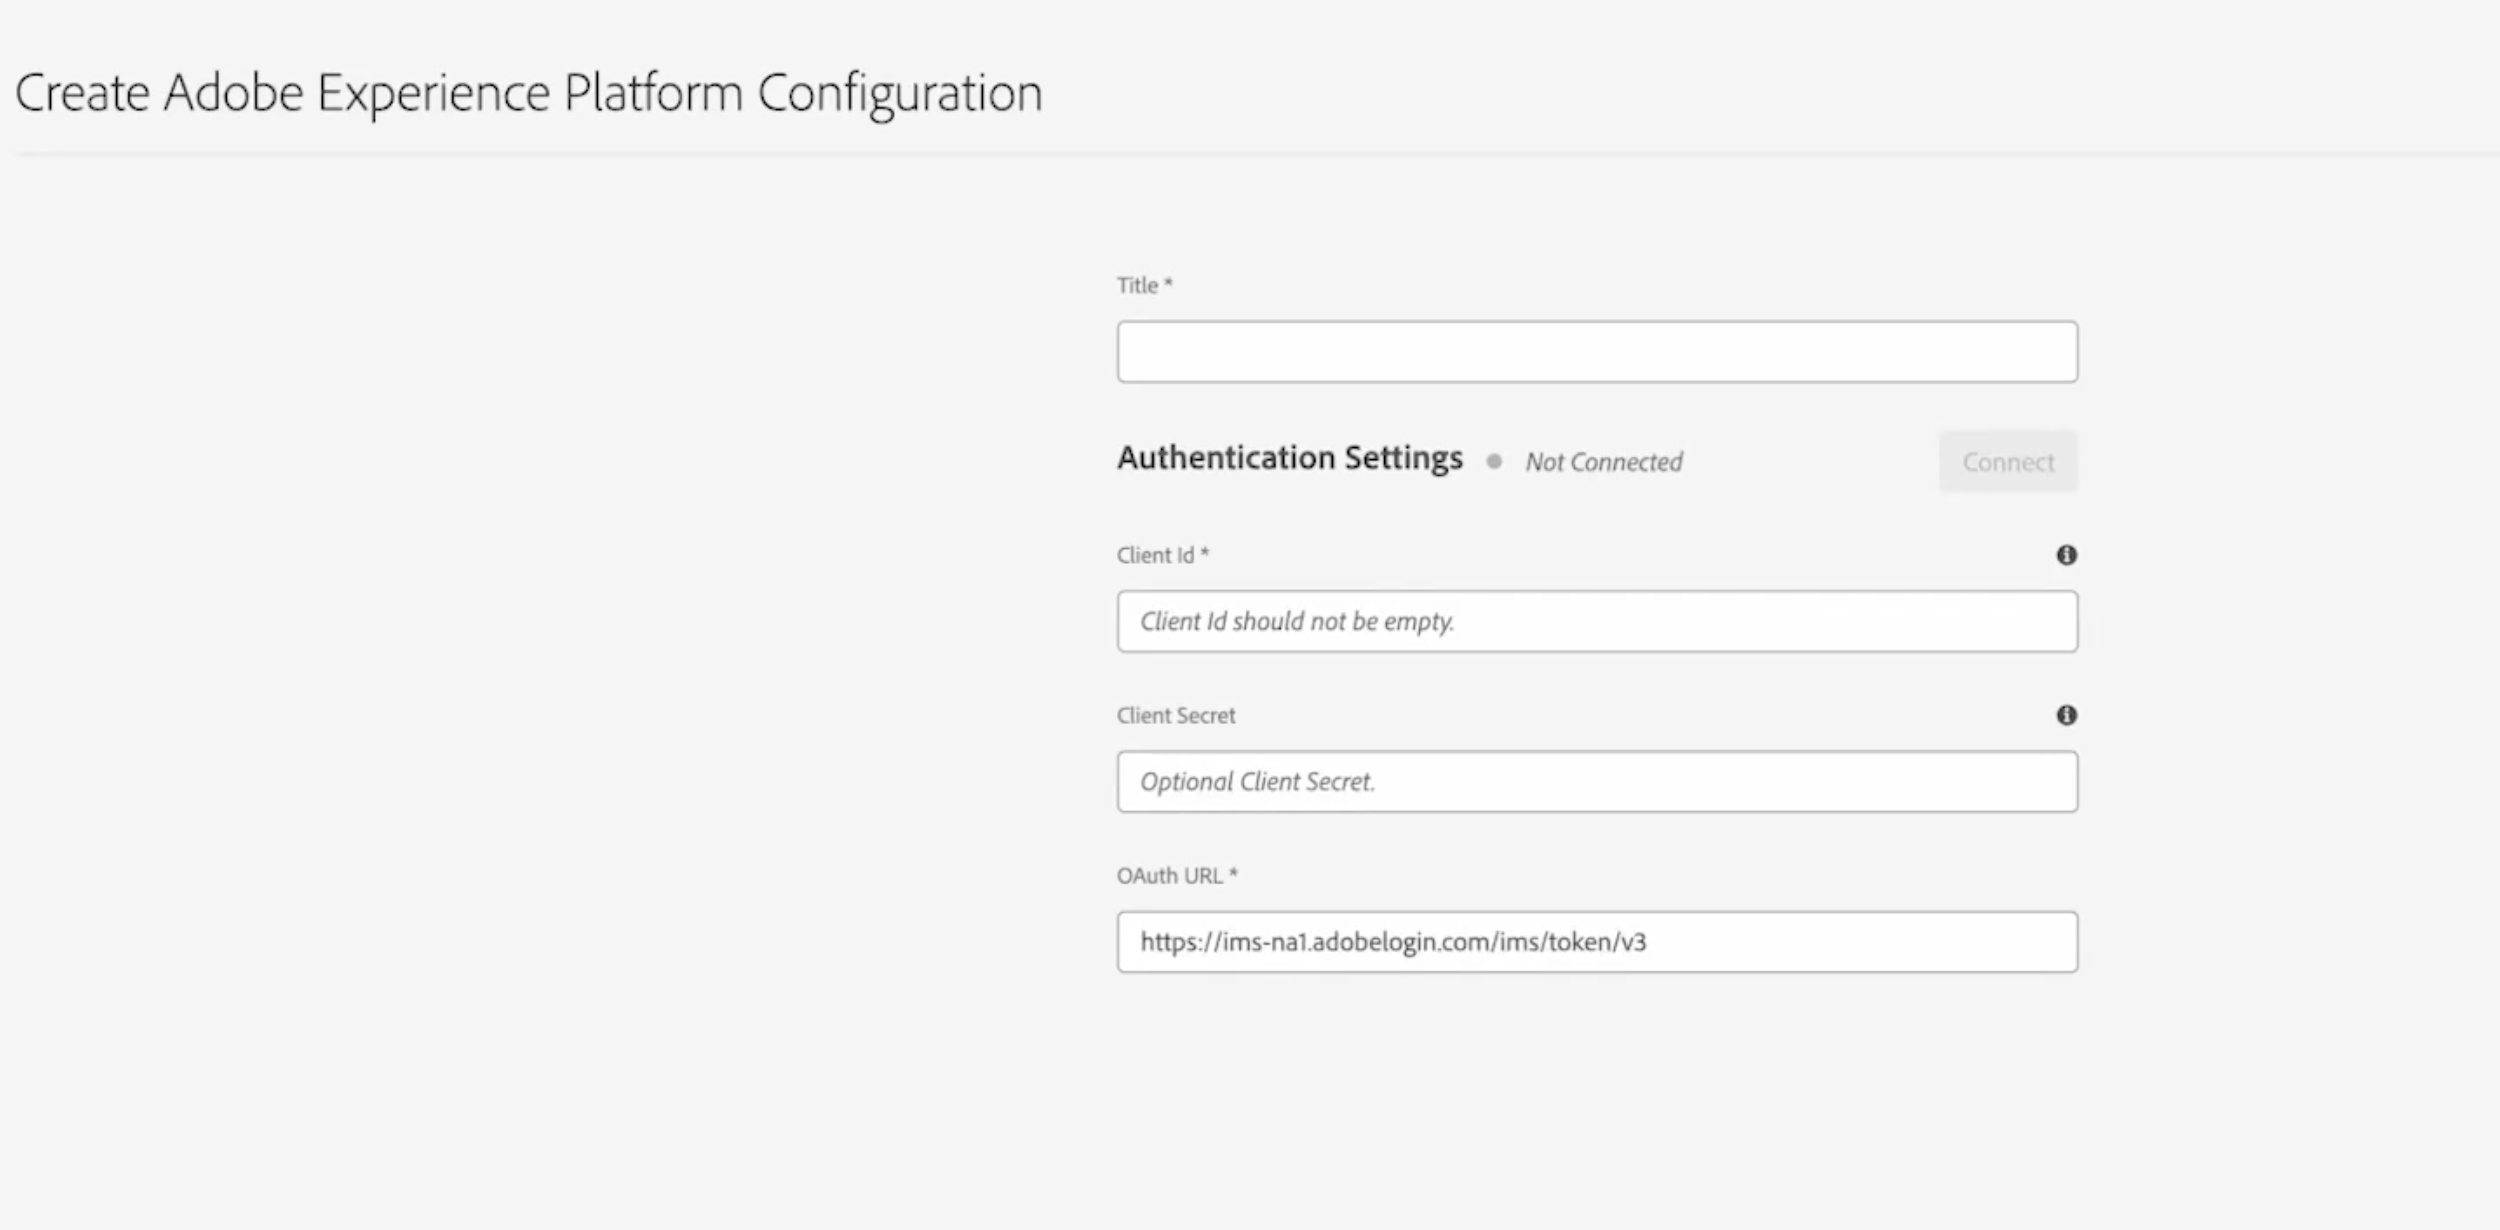 Create Adobe Experience Platform Configuration
Title *
Authentication Settings Not Connected Connect
Client Id *
Client Id should not be empty.
Client Secret
Optional Client Secret.
OAuth URL *
https://ims-na1.adobelogin.com/ims/token/v3